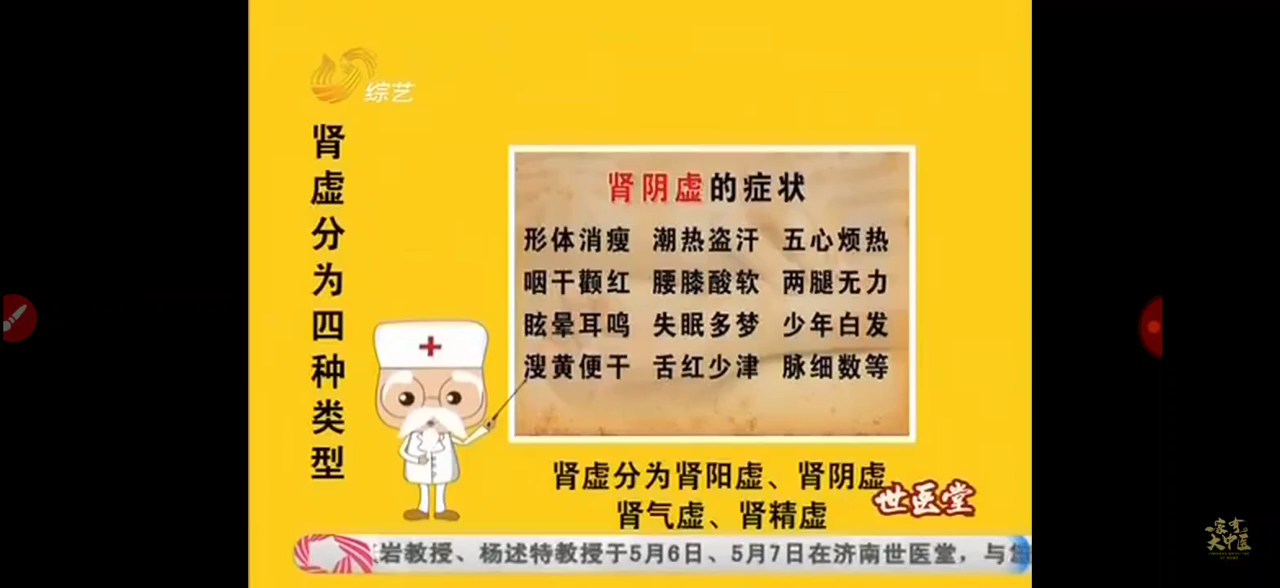 综艺
肾虚分为四种类型
肾阴虚的症状
形体消瘦 潮热盗汗 五心烦热
咽干颧红 腰膝酸软 两腿无力
眩晕耳鸣 失眠多梦 少年白发
溲黄便干 舌红少津 脉细数等
肾虚分为肾阳虚、肾阴虚
肾气虚、肾精虚
世医堂
岩教授、杨述特教授于5月6日、5月7日在济南世医堂，与
家有
大中医